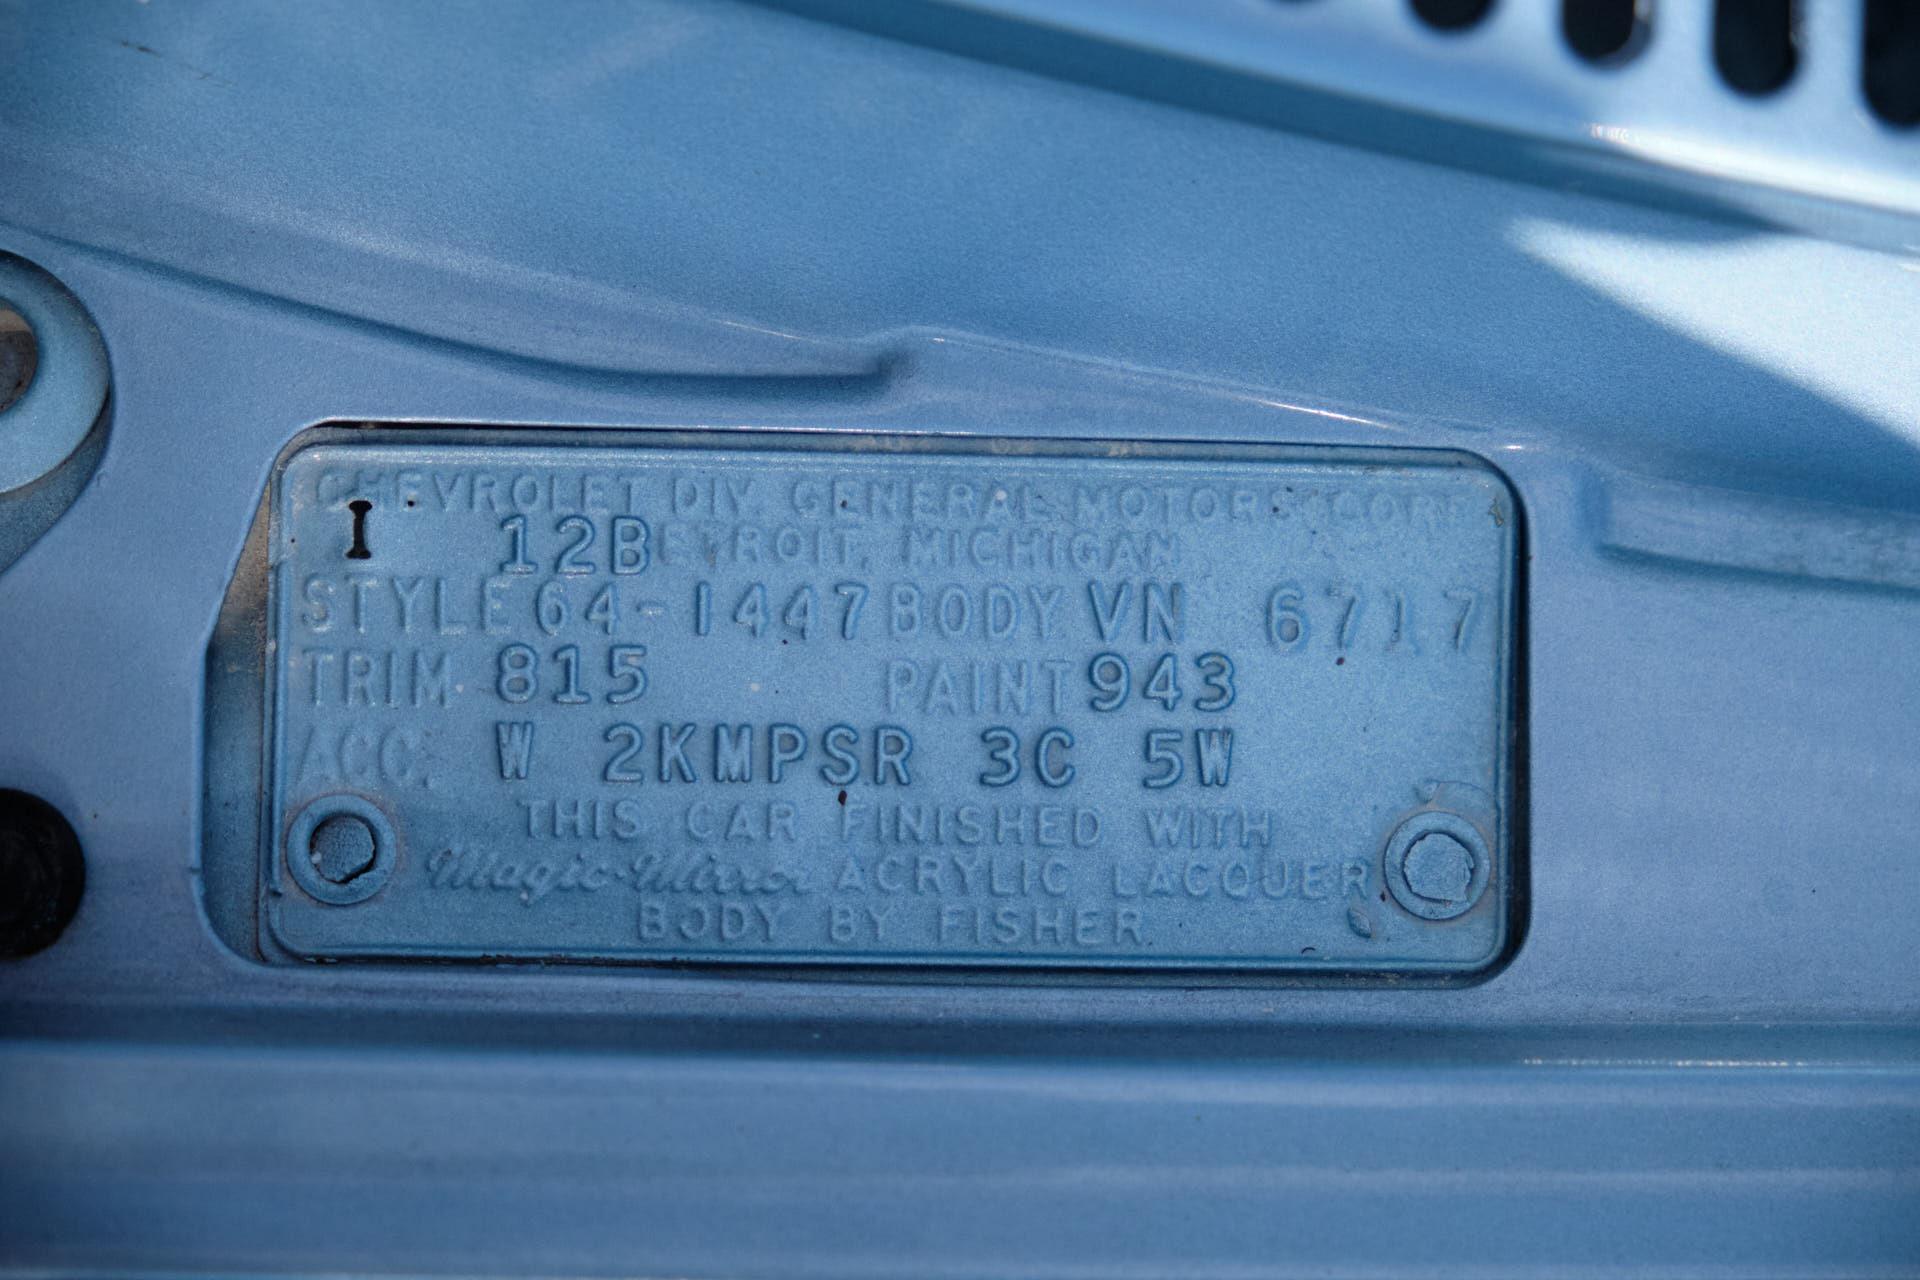 CHEVROLET DIV. GENERAL MOTORS CORP.
I 12B DETROIT, MICHIGAN
STYLE 64-1447 BODY VN 6717
TRIM 815 PAINT 943
ACC. W 2KMPSR 3C 5W
THIS CAR FINISHED WITH
Magic-Mirror ACRYLIC LACQUER
BODY BY FISHER